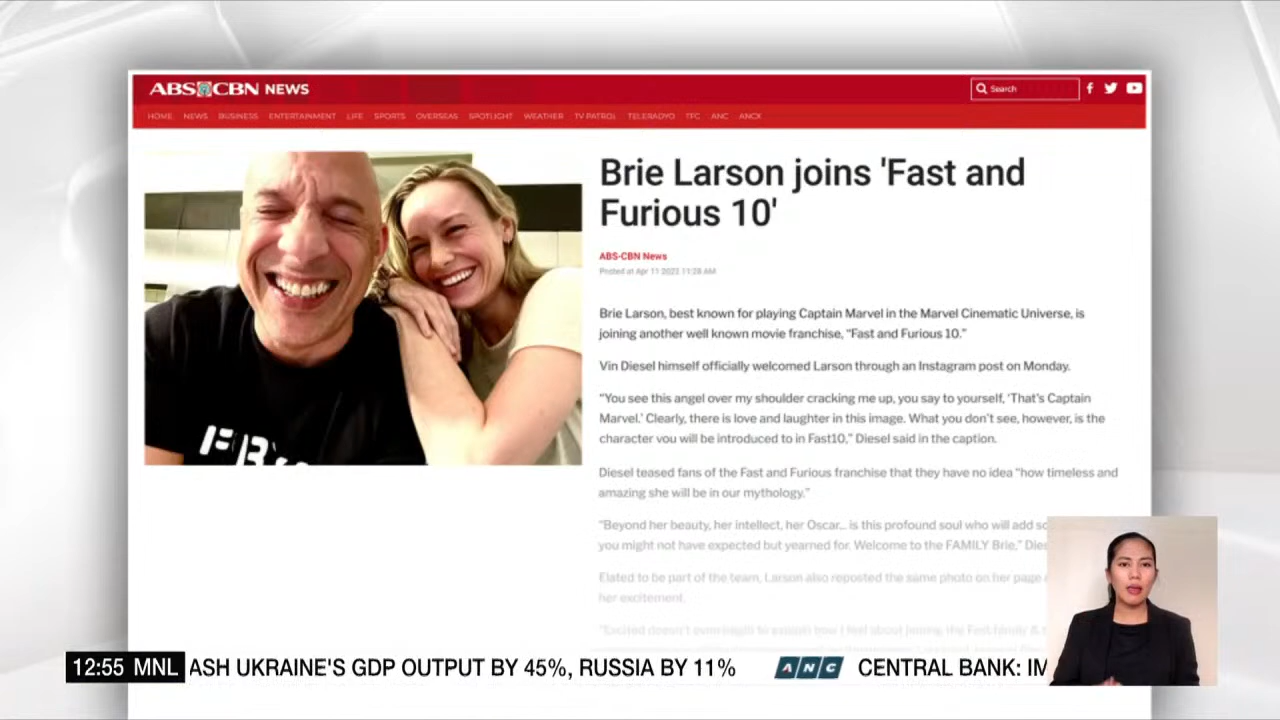 ABS CBN NEWS
Search
HOME NEWS BUSINESS ENTERTAINMENT LIFE SPORTS OVERSEAS SPOTLIGHT WEATHER TV PATROL TELERADYO TFC ANC ANCX
Brie Larson joins 'Fast and
Furious 10'
ABS-CBN News
Posted at Apr 11 2022 11:28 AM
Brie Larson, best known for playing Captain Marvel in the Marvel Cinematic Universe, is
joining another well known movie franchise, “Fast and Furious 10.”
Vin Diesel himself officially welcomed Larson through an Instagram post on Monday.
“You see this angel over my shoulder cracking me up, you say to yourself, ‘That’s Captain
Marvel.’ Clearly, there is love and laughter in this image. What you don’t see, however, is the
character you will be introduced to in Fast10,” Diesel said in the caption.
Diesel teased fans of the Fast and Furious franchise that they have no idea “how timeless and
amazing she will be in our mythology.”
“Beyond her beauty, her intellect, her Oscar... is this profound soul who will add
you might not have expected but yearned for. Welcome to the FAMILY Brie,”
Elated to be part of the team, Larson also reposted the same photo on her page
her excitement.
12:55 MNL ASH UKRAINE'S GDP OUTPUT BY 45%, RUSSIA BY 11% ANC CENTRAL BANK: